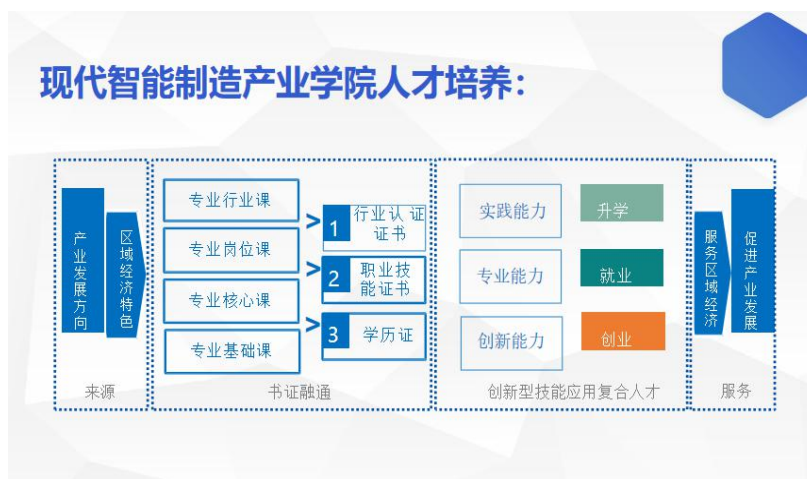 现代智能制造产业学院人才培养:
产业发展方向
区域经济特色
来源
专业行业课
专业岗位课
专业核心课
专业基础课
>
>
>
1
行业认 证
证书
2
职业技
能证书
3
学历证
书证融通
实践能力
专业能力
创新能力
升学
就业
创业
创新型技能应用复合人才
服务区域经济
促进产业发展
服务